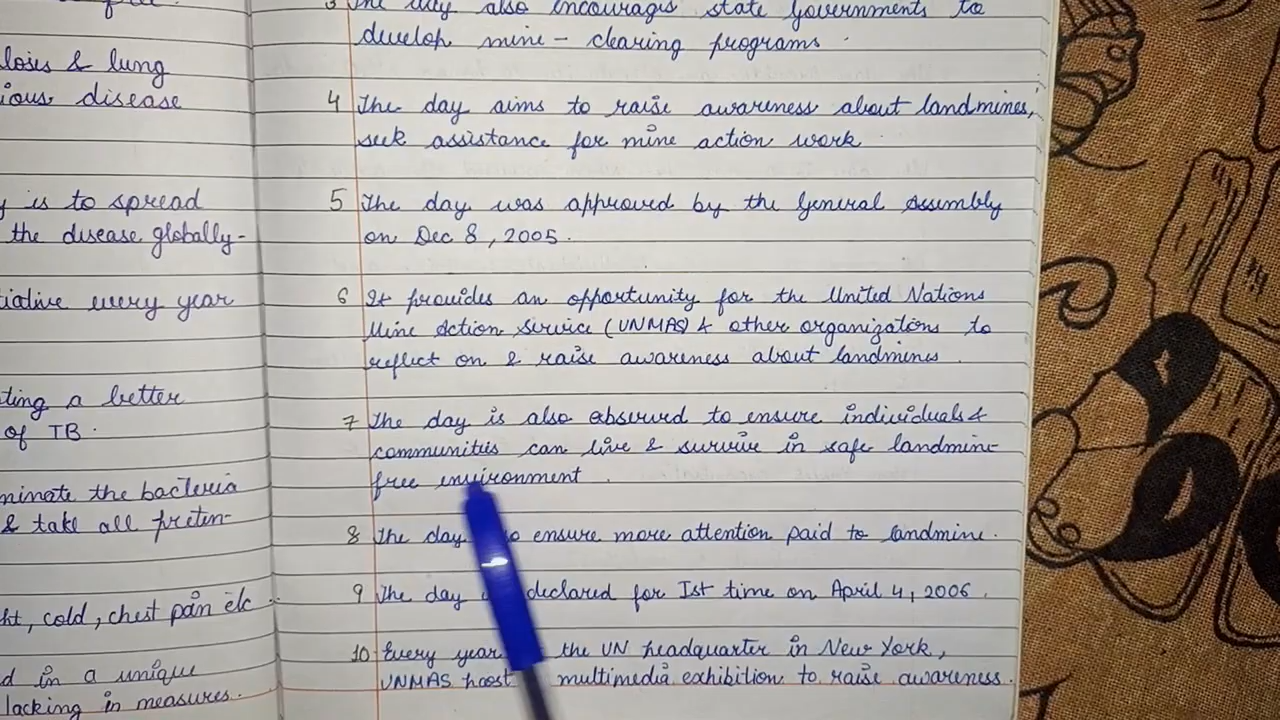 losis & lung
ious disease
y is to spread
the disease globally-
tiative every year
ting a better
of TB.
minate the bacteria
& take all preten-
ht, cold, chest pain etc
d in a unique
lacking in measures.
3 The day also encourages state Governments to
develop mine - clearing programs.
4 The day aims to raise awareness about landmines,
seek assistance for mine action work
5 The day was approved by the General Assembly
on Dec 8, 2005.
6 It provides an opportunity for the United Nations
Mine Action Service (UNMAS) & other organizations to
reflect on & raise awareness about landmines.
7 The day is also observed to ensure individuals &
communities can live & survive in safe landmine
free environment.
8 The day ensure more attention paid to landmine.
9 The day declared for Ist time on April 4, 2006.
10 Every year the UN headquarter in New York,
UNMAS host multimedia exhibition to raise awareness.